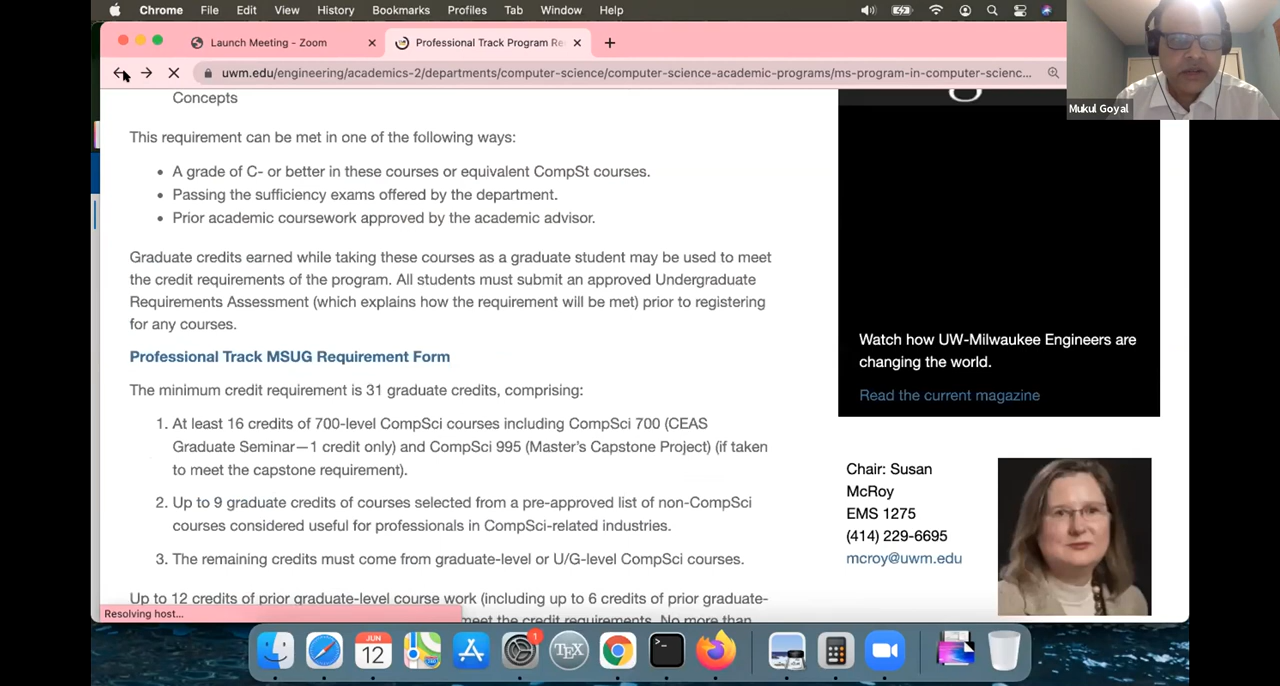 Chrome File Edit View History Bookmarks Profiles Tab Window Help
Launch Meeting - Zoom
Professional Track Program Re
uwm.edu/engineering/academics-2/departments/computer-science/computer-science-academic-programs/ms-program-in-computer-scienc...
Mukul Goyal
Concepts
This requirement can be met in one of the following ways:
• A grade of C- or better in these courses or equivalent CompSt courses.
• Passing the sufficiency exams offered by the department.
• Prior academic coursework approved by the academic advisor.
Graduate credits earned while taking these courses as a graduate student may be used to meet
the credit requirements of the program. All students must submit an approved Undergraduate
Requirements Assessment (which explains how the requirement will be met) prior to registering
for any courses.
Professional Track MSUG Requirement Form
The minimum credit requirement is 31 graduate credits, comprising:
1. At least 16 credits of 700-level CompSci courses including CompSci 700 (CEAS
Graduate Seminar—1 credit only) and CompSci 995 (Master's Capstone Project) (if taken
to meet the capstone requirement).
2. Up to 9 graduate credits of courses selected from a pre-approved list of non-CompSci
courses considered useful for professionals in CompSci-related industries.
3. The remaining credits must come from graduate-level or U/G-level CompSci courses.
Up to 12 credits of prior graduate-level course work (including up to 6 credits of prior graduate-
meet the credit requirements. No more than
Resolving host...
Watch how UW-Milwaukee Engineers are
changing the world.
Read the current magazine
Chair: Susan
McRoy
EMS 1275
(414) 229-6695
mcroy@uwm.edu
JUN
12
1
TEX